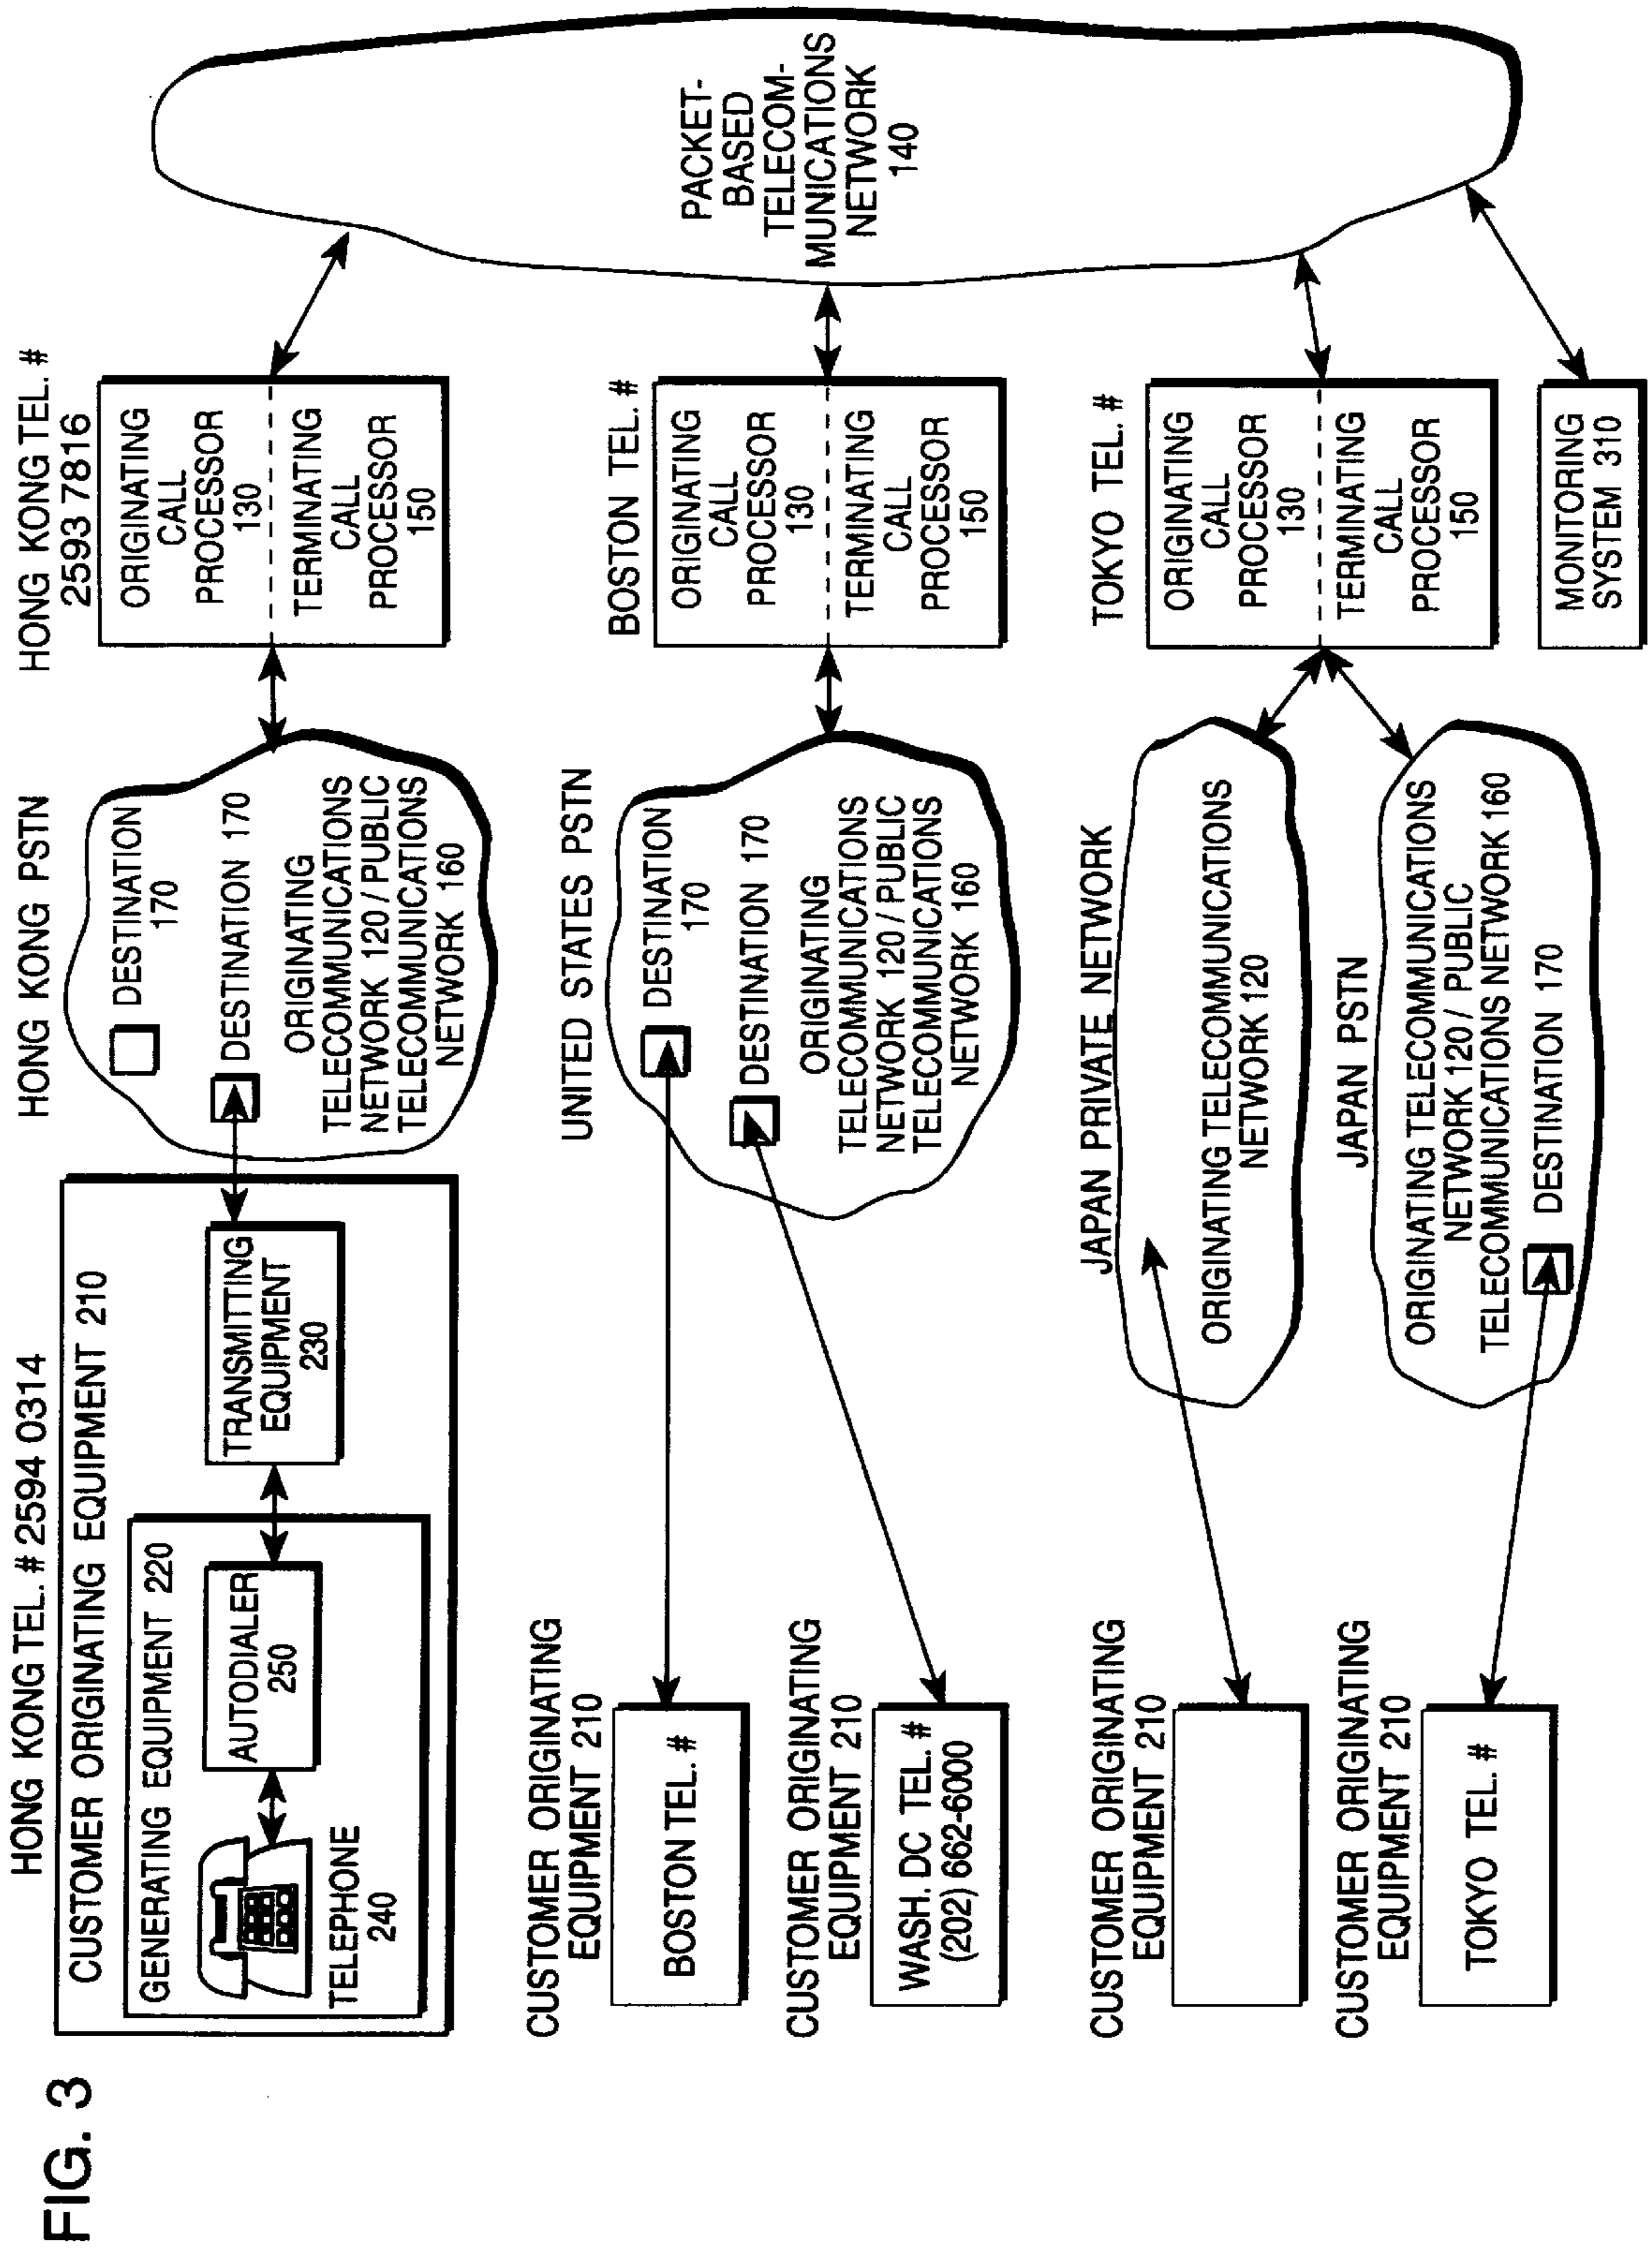 FIG. 3
HONG KONG TEL. # 2594 0314
CUSTOMER ORIGINATING EQUIPMENT 210
GENERATING EQUIPMENT 220
TELEPHONE
240
AUTODIALER
250
TRANSMITTING
EQUIPMENT
230
HONG KONG PSTN
DESTINATION
170
DESTINATION 170
ORIGINATING
TELECOMMUNICATIONS
NETWORK 120 / PUBLIC
TELECOMMUNICATIONS
NETWORK 160
HONG KONG TEL. #
2593 7816
ORIGINATING
CALL
PROCESSOR
130
TERMINATING
CALL
PROCESSOR
150
CUSTOMER ORIGINATING
EQUIPMENT 210
BOSTON TEL. #
CUSTOMER ORIGINATING
EQUIPMENT 210
WASH. DC TEL. #
(202) 662-6000
UNITED STATES PSTN
DESTINATION
170
DESTINATION 170
ORIGINATING
TELECOMMUNICATIONS
NETWORK 120 / PUBLIC
TELECOMMUNICATIONS
NETWORK 160
BOSTON TEL. #
ORIGINATING
CALL
PROCESSOR
130
TERMINATING
CALL
PROCESSOR
150
PACKET-
BASED
TELECOM-
MUNICATIONS
NETWORK
140
CUSTOMER ORIGINATING
EQUIPMENT 210
JAPAN PRIVATE NETWORK
ORIGINATING TELECOMMUNICATIONS
NETWORK 120
CUSTOMER ORIGINATING
EQUIPMENT 210
TOKYO TEL. #
JAPAN PSTN
ORIGINATING TELECOMMUNICATIONS
NETWORK 120 / PUBLIC
TELECOMMUNICATIONS NETWORK 160
DESTINATION 170
TOKYO TEL. #
ORIGINATING
CALL
PROCESSOR
130
TERMINATING
CALL
PROCESSOR
150
MONITORING
SYSTEM 310